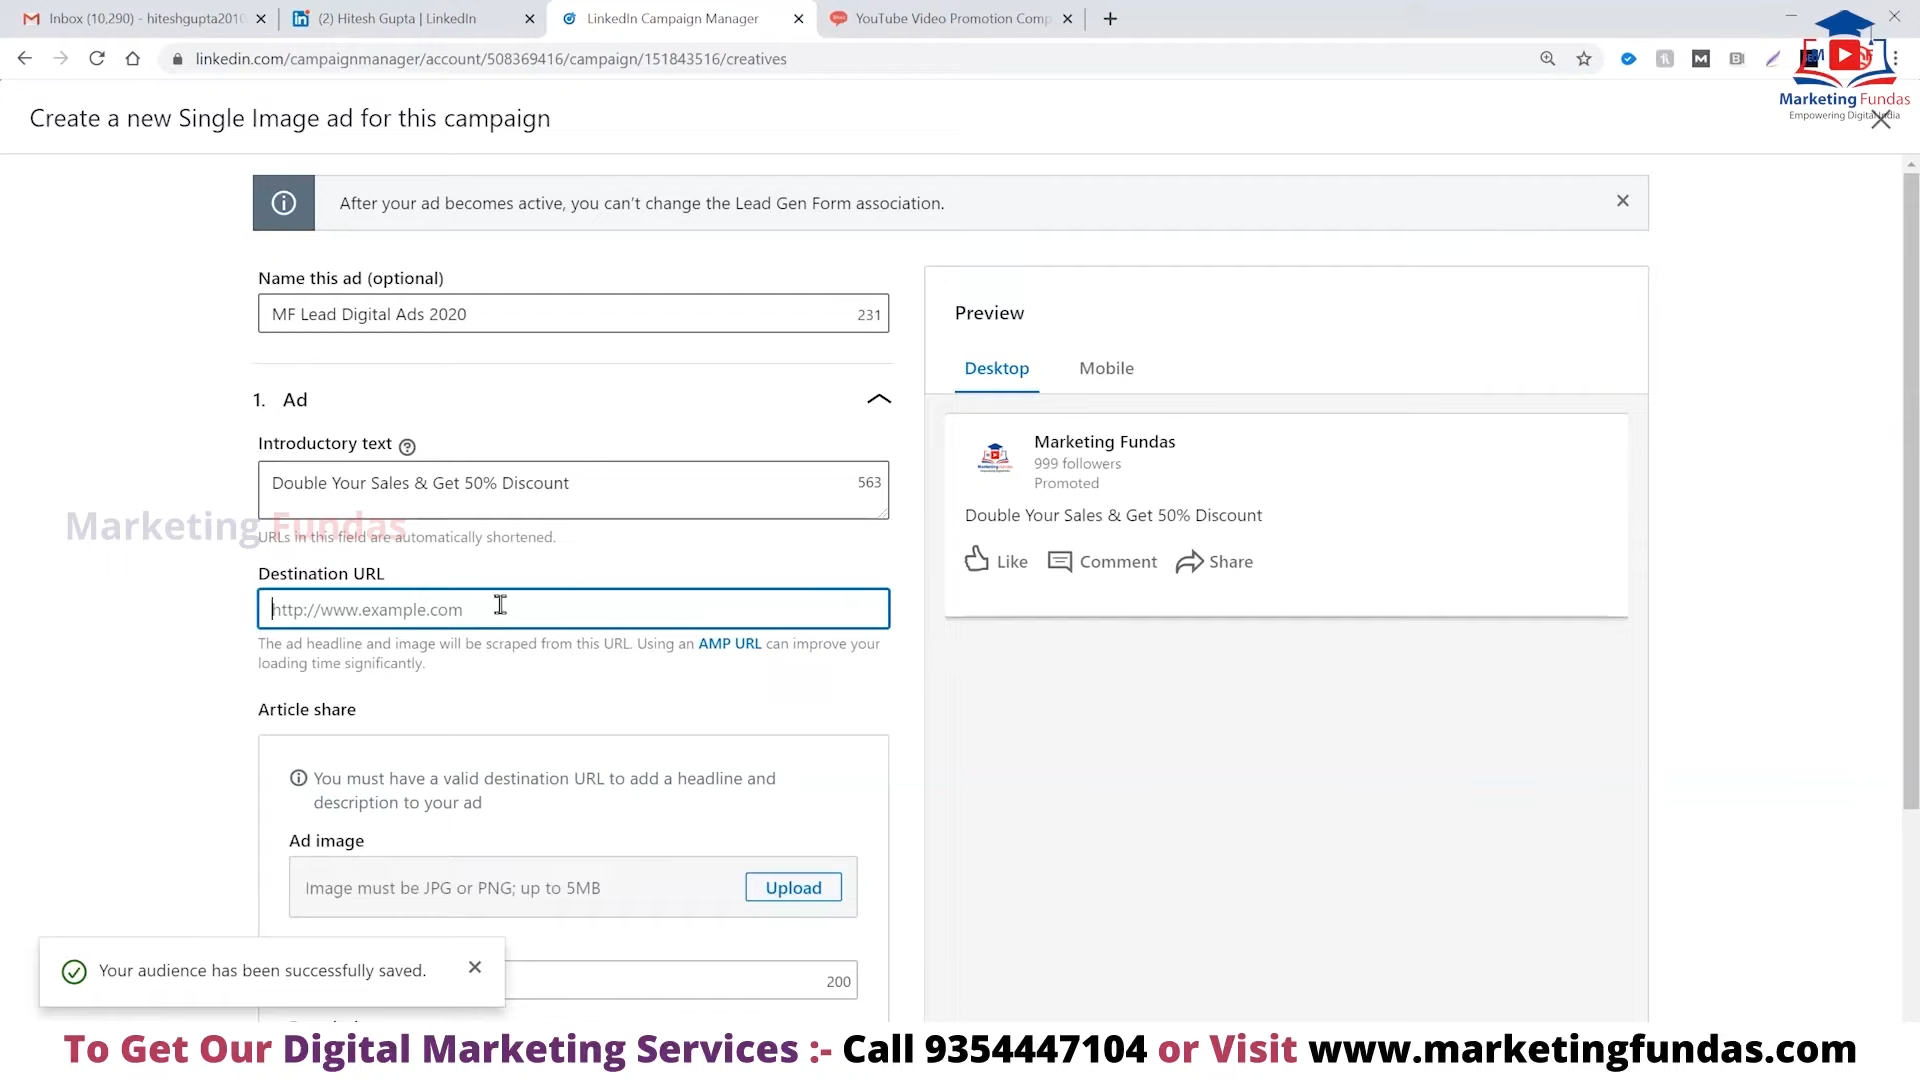 Inbox (10,290) - hiteshgupta2010
(2) Hitesh Gupta | LinkedIn
LinkedIn Campaign Manager
YouTube Video Promotion Comp
linkedin.com/campaignmanager/account/508369416/campaign/151843516/creatives
Marketing Fundas
Empowering Digital India
Create a new Single Image ad for this campaign
After your ad becomes active, you can't change the Lead Gen Form association.
Name this ad (optional)
MF Lead Digital Ads 2020
231
1. Ad
Introductory text
Double Your Sales & Get 50% Discount
563
Marketing Fundas
URLs in this field are automatically shortened.
Destination URL
http://www.example.com
The ad headline and image will be scraped from this URL. Using an AMP URL can improve your
loading time significantly.
Article share
You must have a valid destination URL to add a headline and
description to your ad
Ad image
Image must be JPG or PNG; up to 5MB
Upload
200
Your audience has been successfully saved.
Preview
Desktop
Mobile
Marketing Fundas
999 followers
Promoted
Double Your Sales & Get 50% Discount
Like
Comment
Share
To Get Our Digital Marketing Services :- Call 9354447104 or Visit www.marketingfundas.com